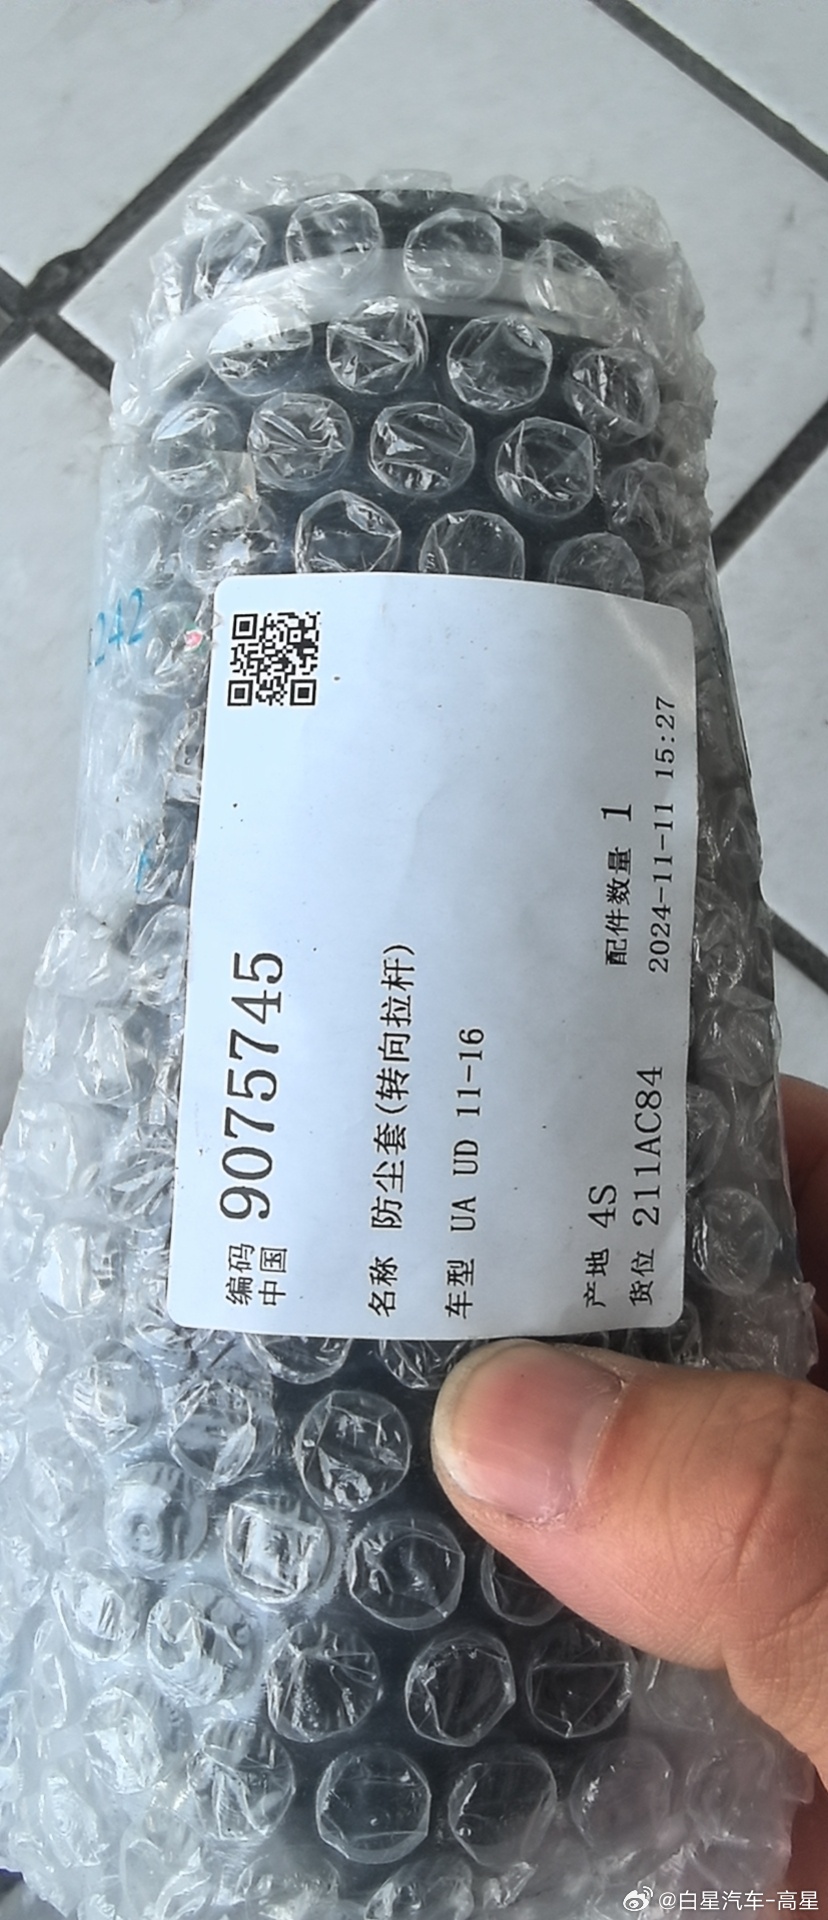 编码 9075745
中国
名称 防尘套(转向拉杆)
车型 UA UD 11-16
产地 4S
配件数量 1
货位 211AC84
2024-11-11 15:27
242
@白星汽车-高星